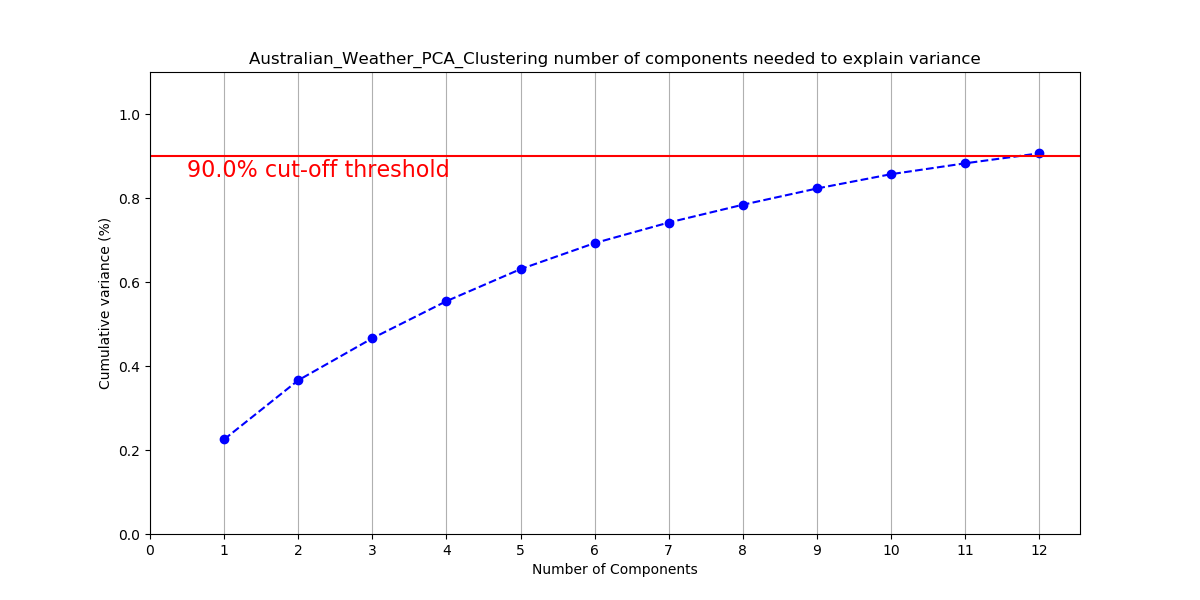 Australian_Weather_PCA_Clustering number of components needed to explain variance
1.0
0.8
0.6
0.4
0.2
0.0
Cumulative variance (%)
90.0% cut-off threshold
0 1 2 3 4 5 6 7 8 9 10 11 12
Number of Components